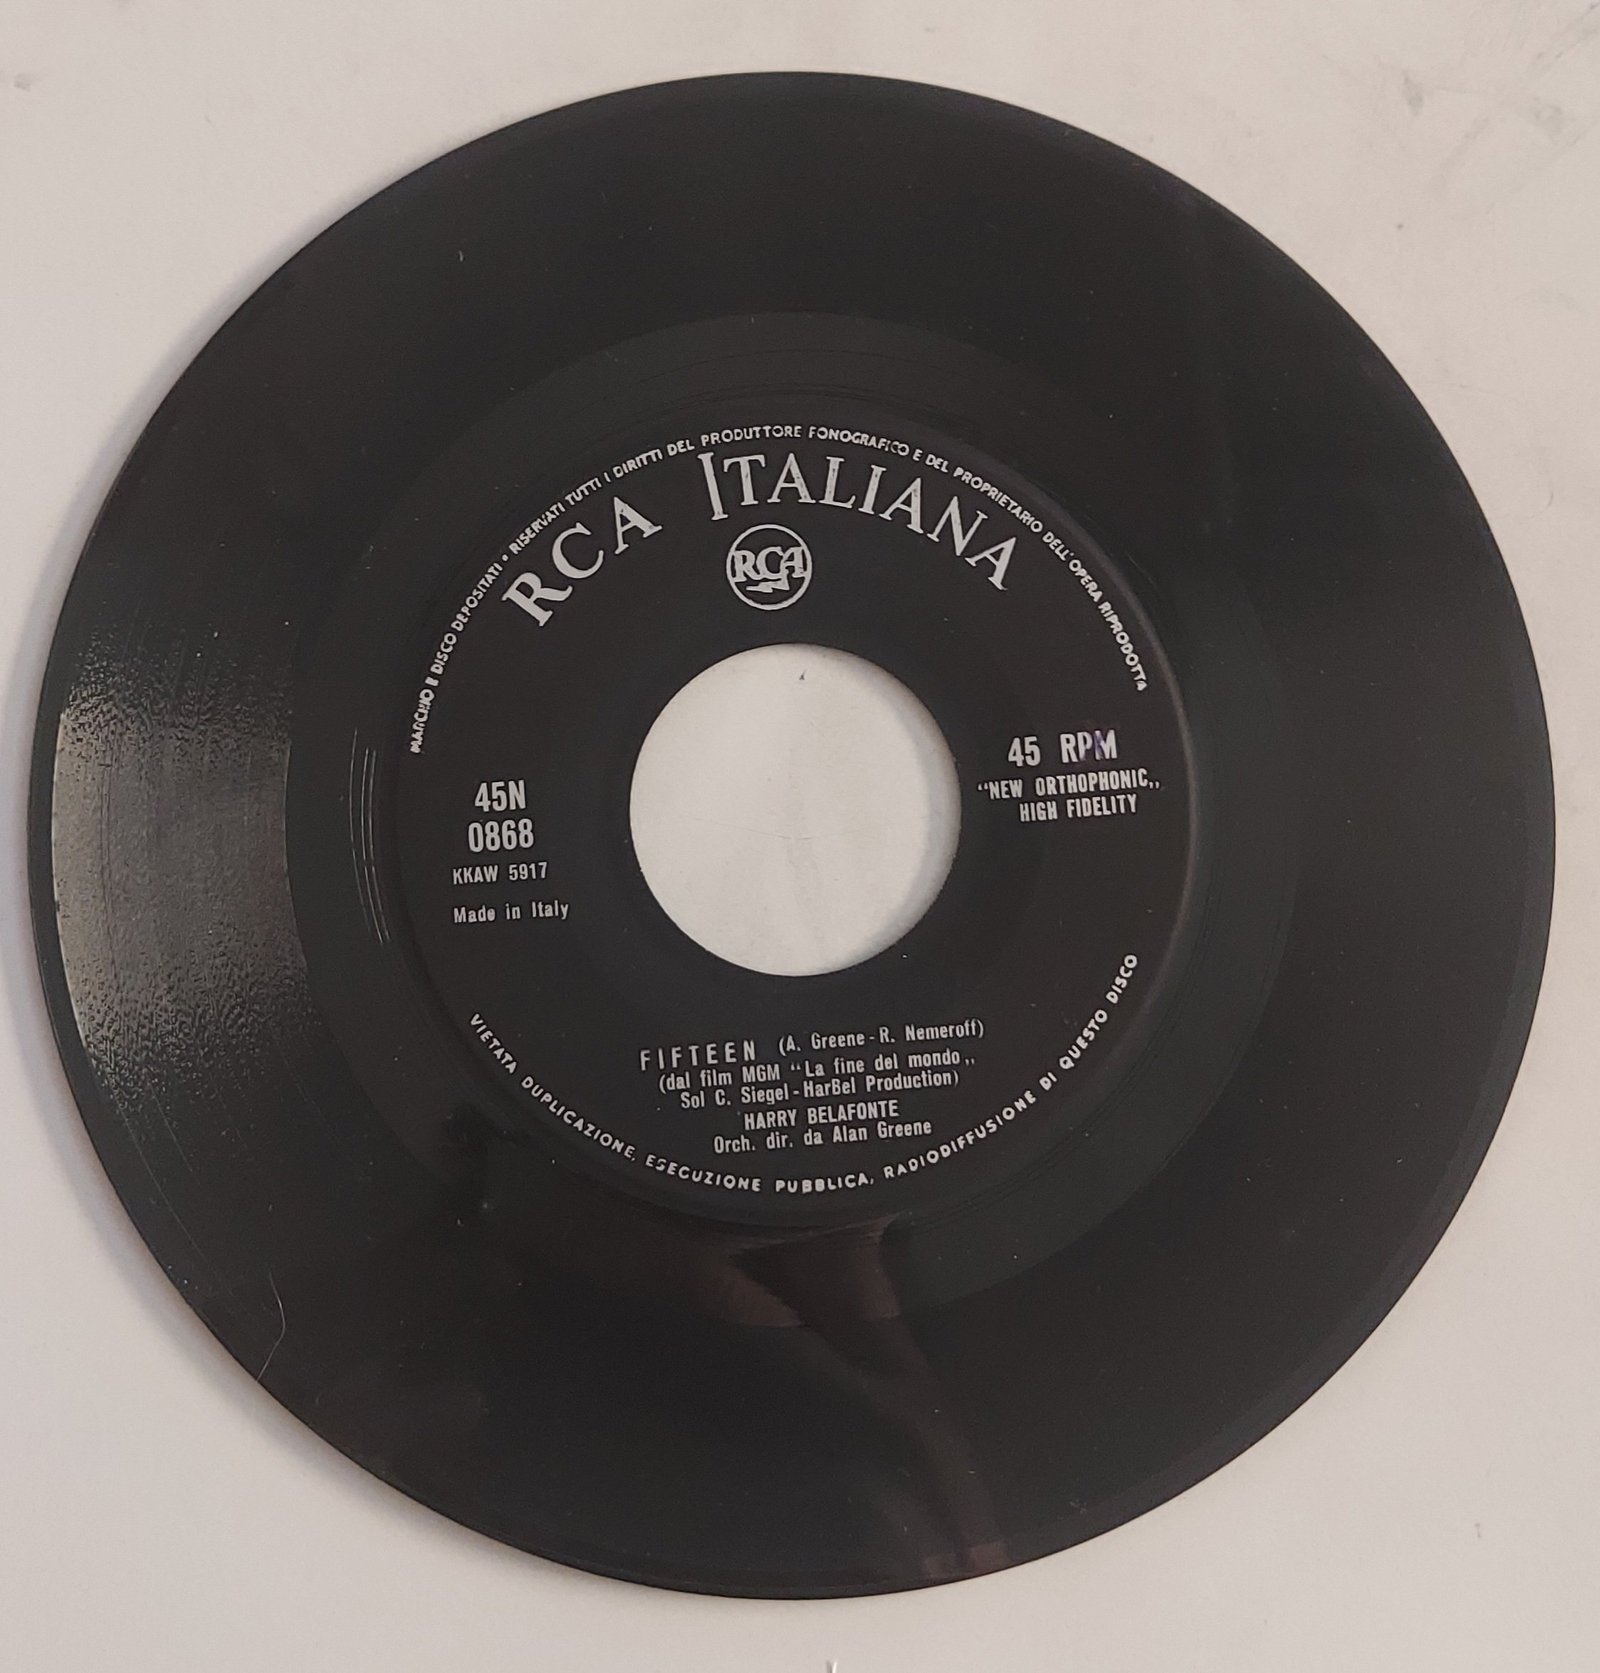 MARCHIO E DISCO DEPOSITATI • RISERVATI TUTTI I DIRITTI DEL PRODUTTORE FONOGRAFICO E DEL PROPRIETARIO DELL'OPERA RIPRODOTTA
RCA ITALIANA
RCA
45 RPM
"NEW ORTHOPHONIC,,
HIGH FIDELITY
45N
0868
KKAW 5917
Made in Italy
FIFTEEN (A. Greene - R. Nemeroff)
(dal film MGM "La fine del mondo,,
Sol C. Siegel - HarBel Production)
HARRY BELAFONTE
Orch. dir. da Alan Greene
VIETATA DUPLICAZIONE, ESECUZIONE PUBBLICA, RADIODIFFUSIONE DI QUESTO DISCO